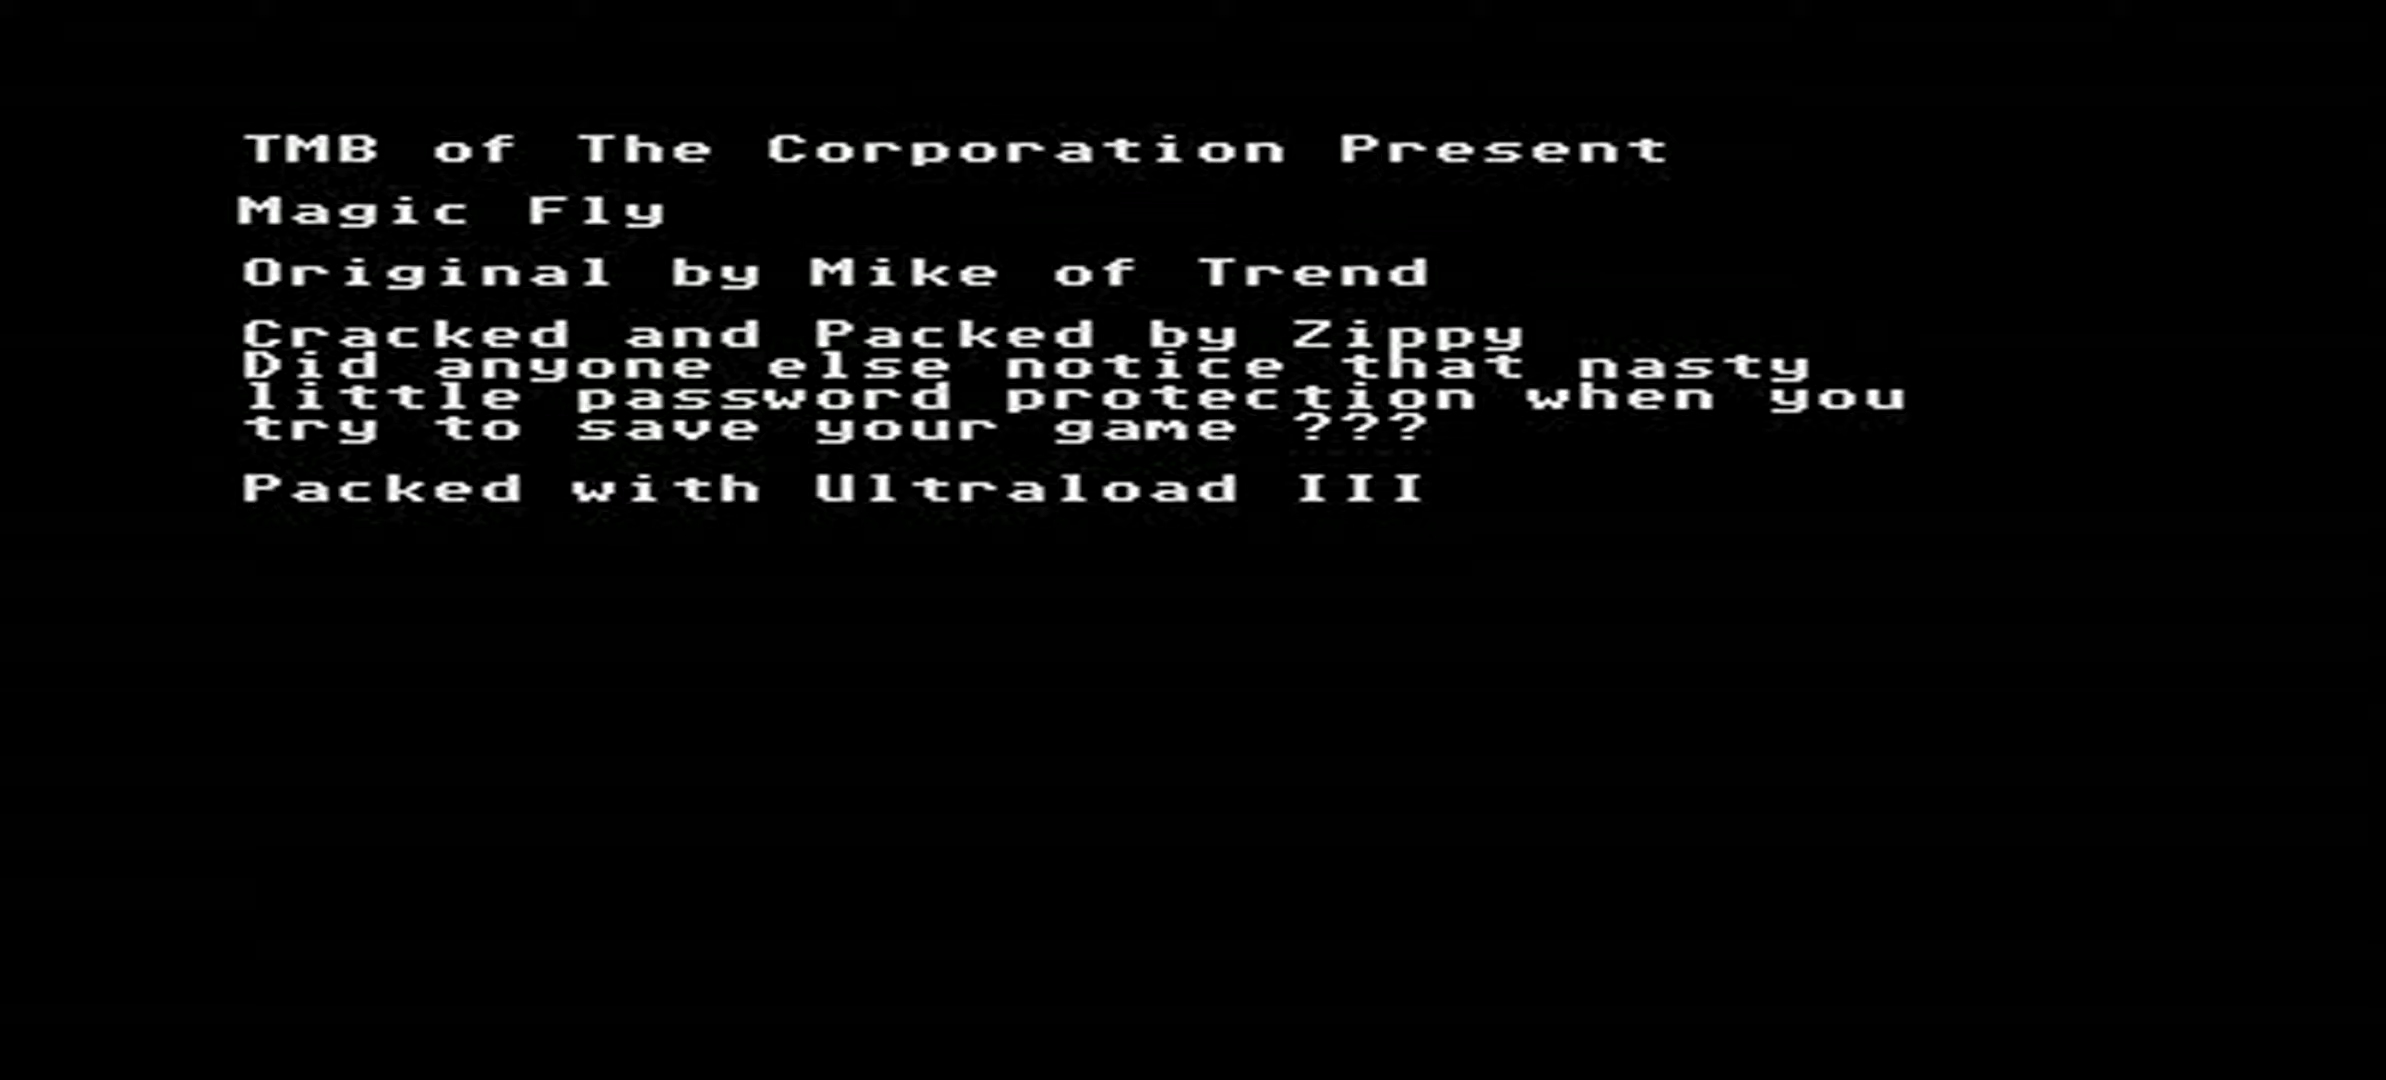 TMB of The Corporation Present
Magic Fly
Original by Mike of Trend
Cracked and Packed by Zippy
Did anyone else notice that nasty
little password protection when you
try to save your game ???
Packed with Ultraload III